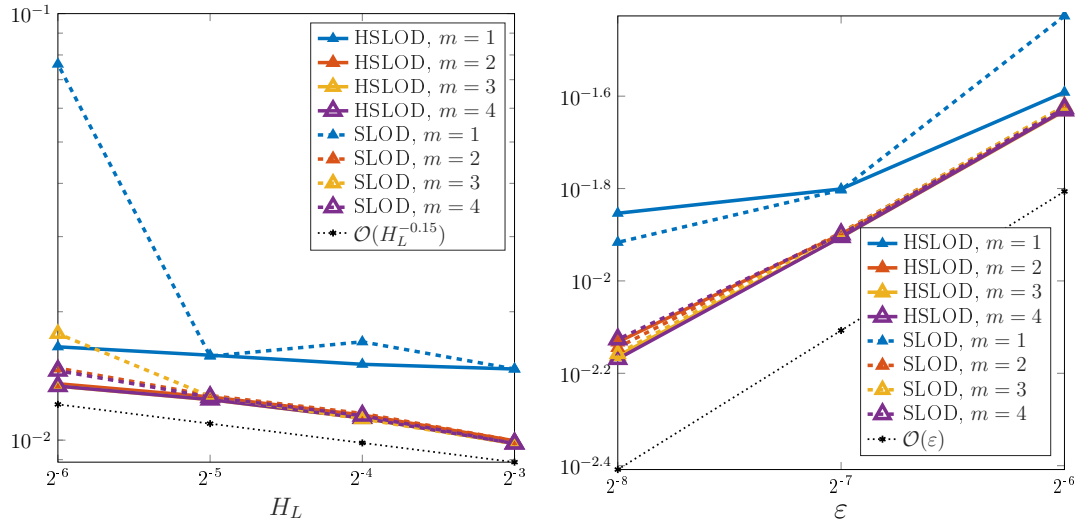 10^-1
HSLOD, m = 1
HSLOD, m = 2
HSLOD, m = 3
HSLOD, m = 4
SLOD, m = 1
SLOD, m = 2
SLOD, m = 3
SLOD, m = 4
O(H_L^-0.15)
10^-2
2^-6
2^-5
2^-4
2^-3
H_L
10^-1.6
10^-1.8
10^-2
10^-2.2
10^-2.4
HSLOD, m = 1
HSLOD, m = 2
HSLOD, m = 3
HSLOD, m = 4
SLOD, m = 1
SLOD, m = 2
SLOD, m = 3
SLOD, m = 4
O(ε)
2^-8
2^-7
2^-6
ε